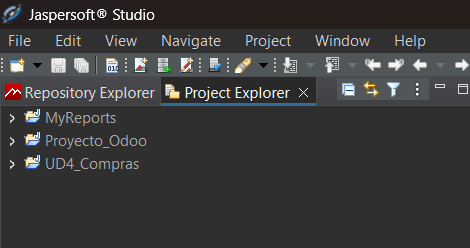 Jaspersoft® Studio
File Edit View Navigate Project Window Help
Repository Explorer Project Explorer
MyReports
Proyecto_Odoo
UD4_Compras